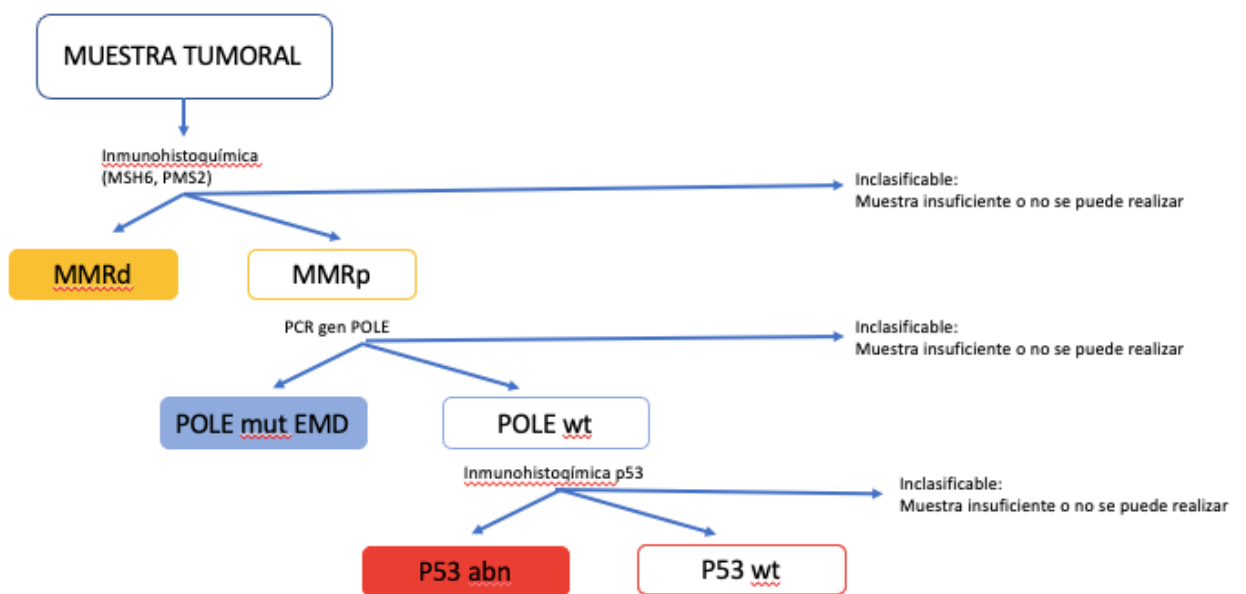 MUESTRA TUMORAL
Inmunohistoquímica
(MSH6, PMS2)
Inclasificable:
Muestra insuficiente o no se puede realizar
MMRd
MMRp
PCR gen POLE
Inclasificable:
Muestra insuficiente o no se puede realizar
POLE mut EMD
POLE wt
Inmunohistoqímica p53
Inclasificable:
Muestra insuficiente o no se puede realizar
P53 abn
P53 wt